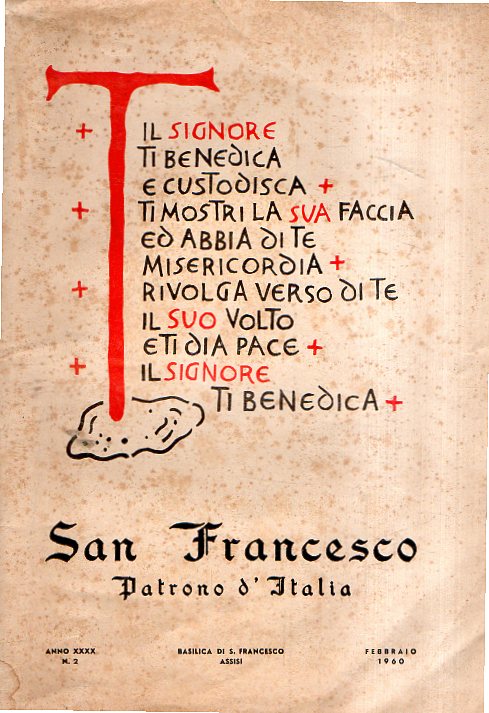 + IL SIGNORE
TI BENEDICA
E CUSTODISCA +
+ TI MOSTRI LA SUA FACCIA
ED ABBIA DI TE
MISERICORDIA +
+ RIVOLGA VERSO DI TE
IL SUO VOLTO
E TI DIA PACE +
+ IL SIGNORE
TI BENEDICA +
San Francesco
Patrono d'Italia
ANNO XXXX
N. 2
BASILICA DI S. FRANCESCO
ASSISI
FEBBRAIO
1960